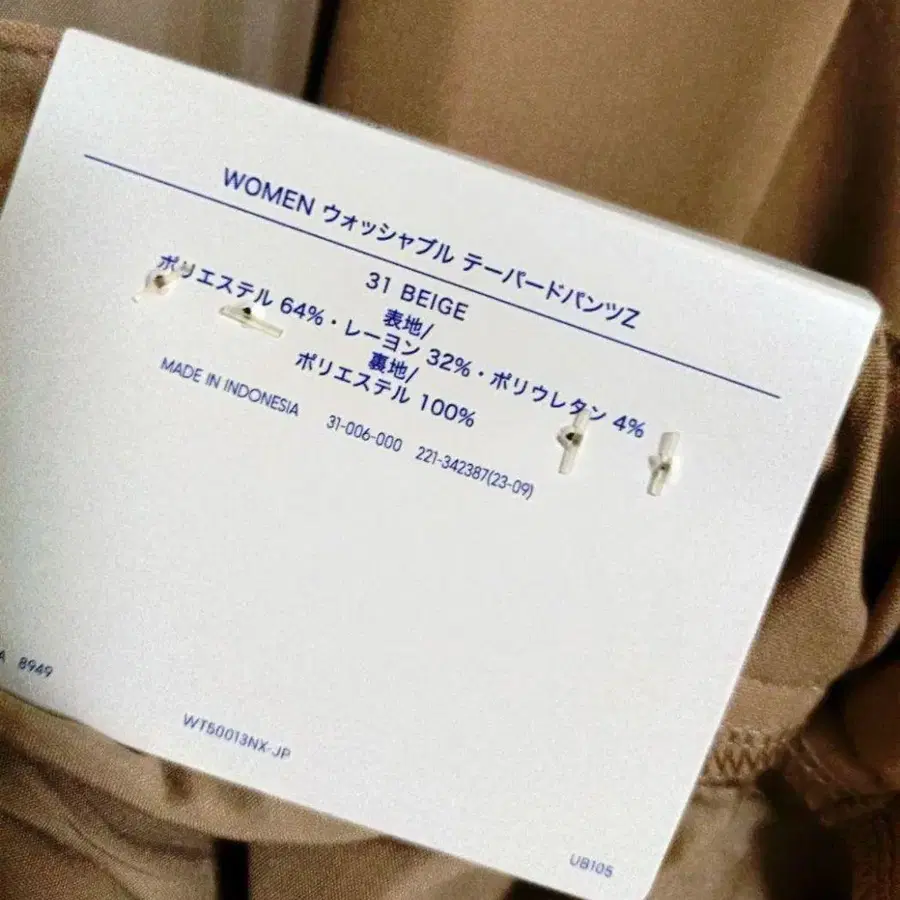 WOMEN ウォッシャブル テーパードパンツZ
31 BEIGE
表地/
ポリエステル 64%・レーヨン 32%・ポリウレタン 4%
裏地/
ポリエステル 100%
MADE IN INDONESIA 31-006-000 221-342387(23-09)
A 8949
WT50013NX-JP
UB105